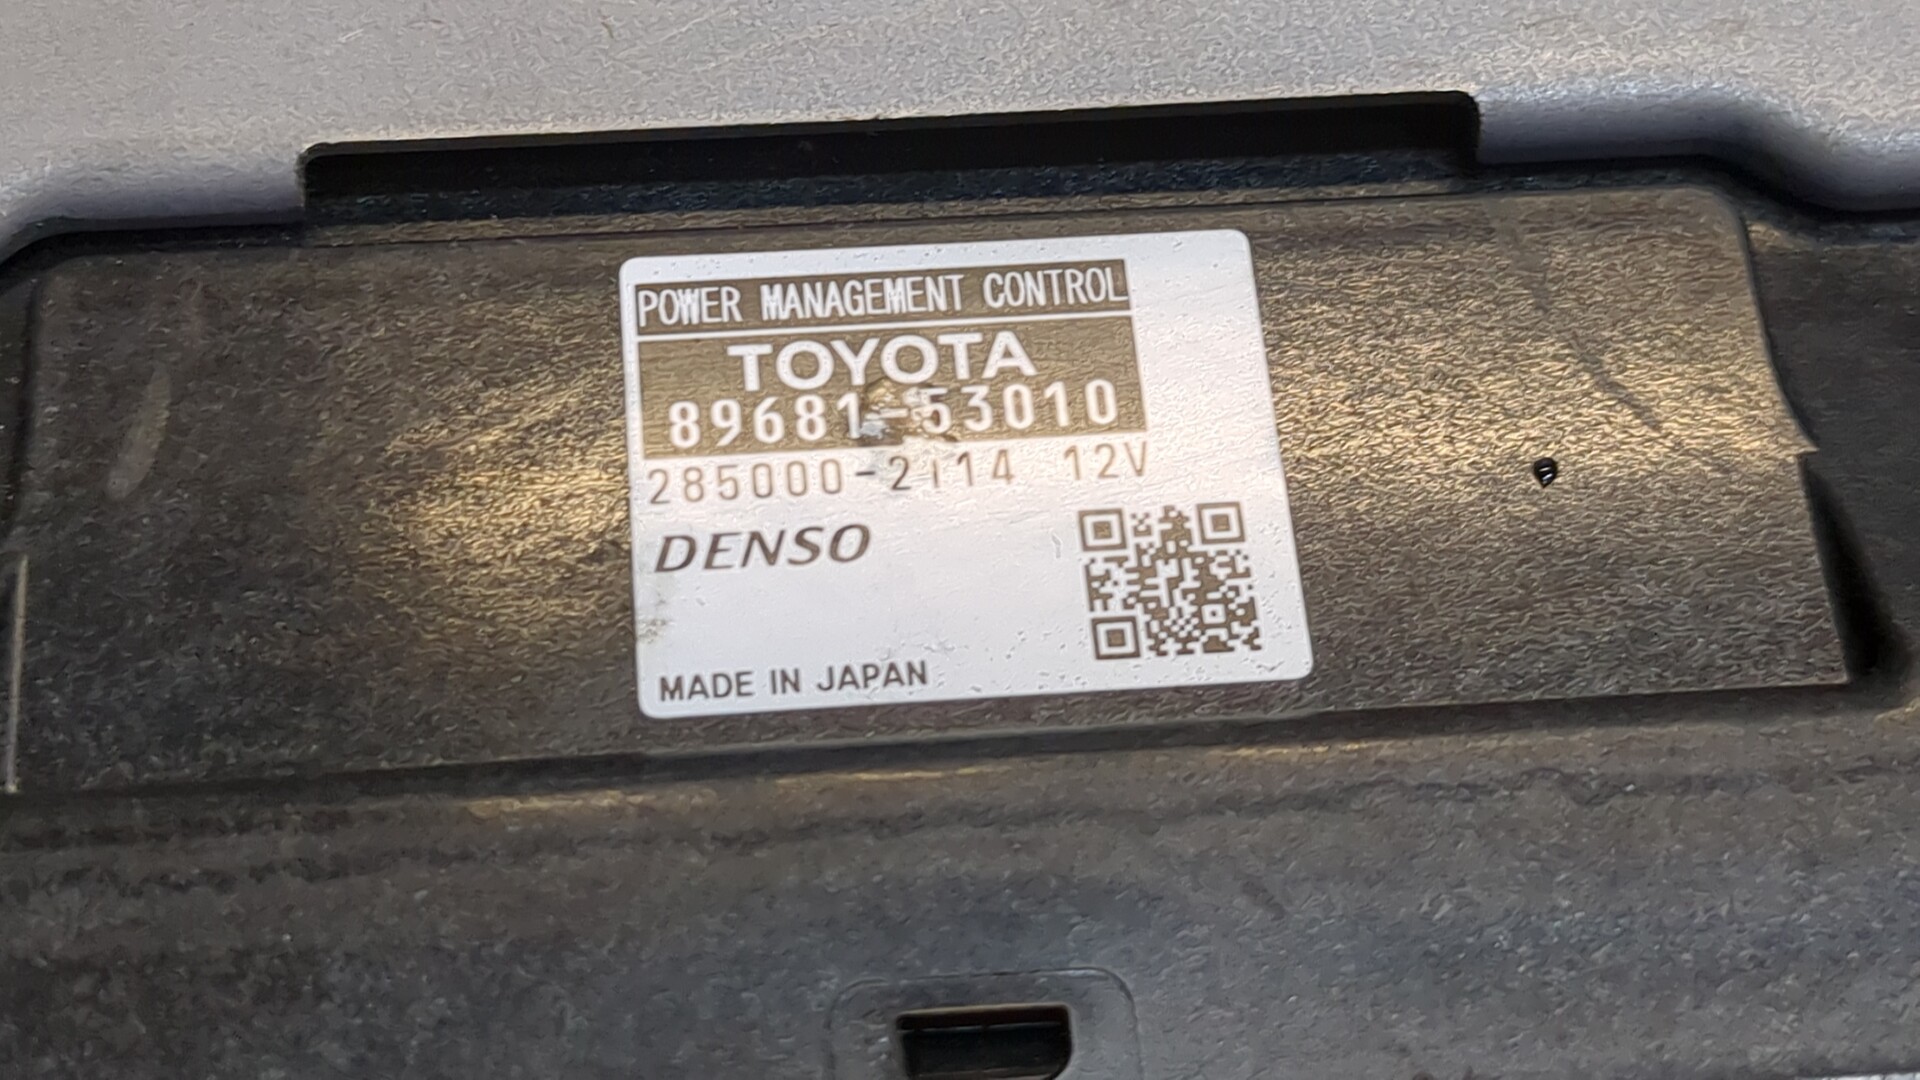 POWER MANAGEMENT CONTROL
TOYOTA
89681-53010
285000-2114 12V
DENSO
MADE IN JAPAN